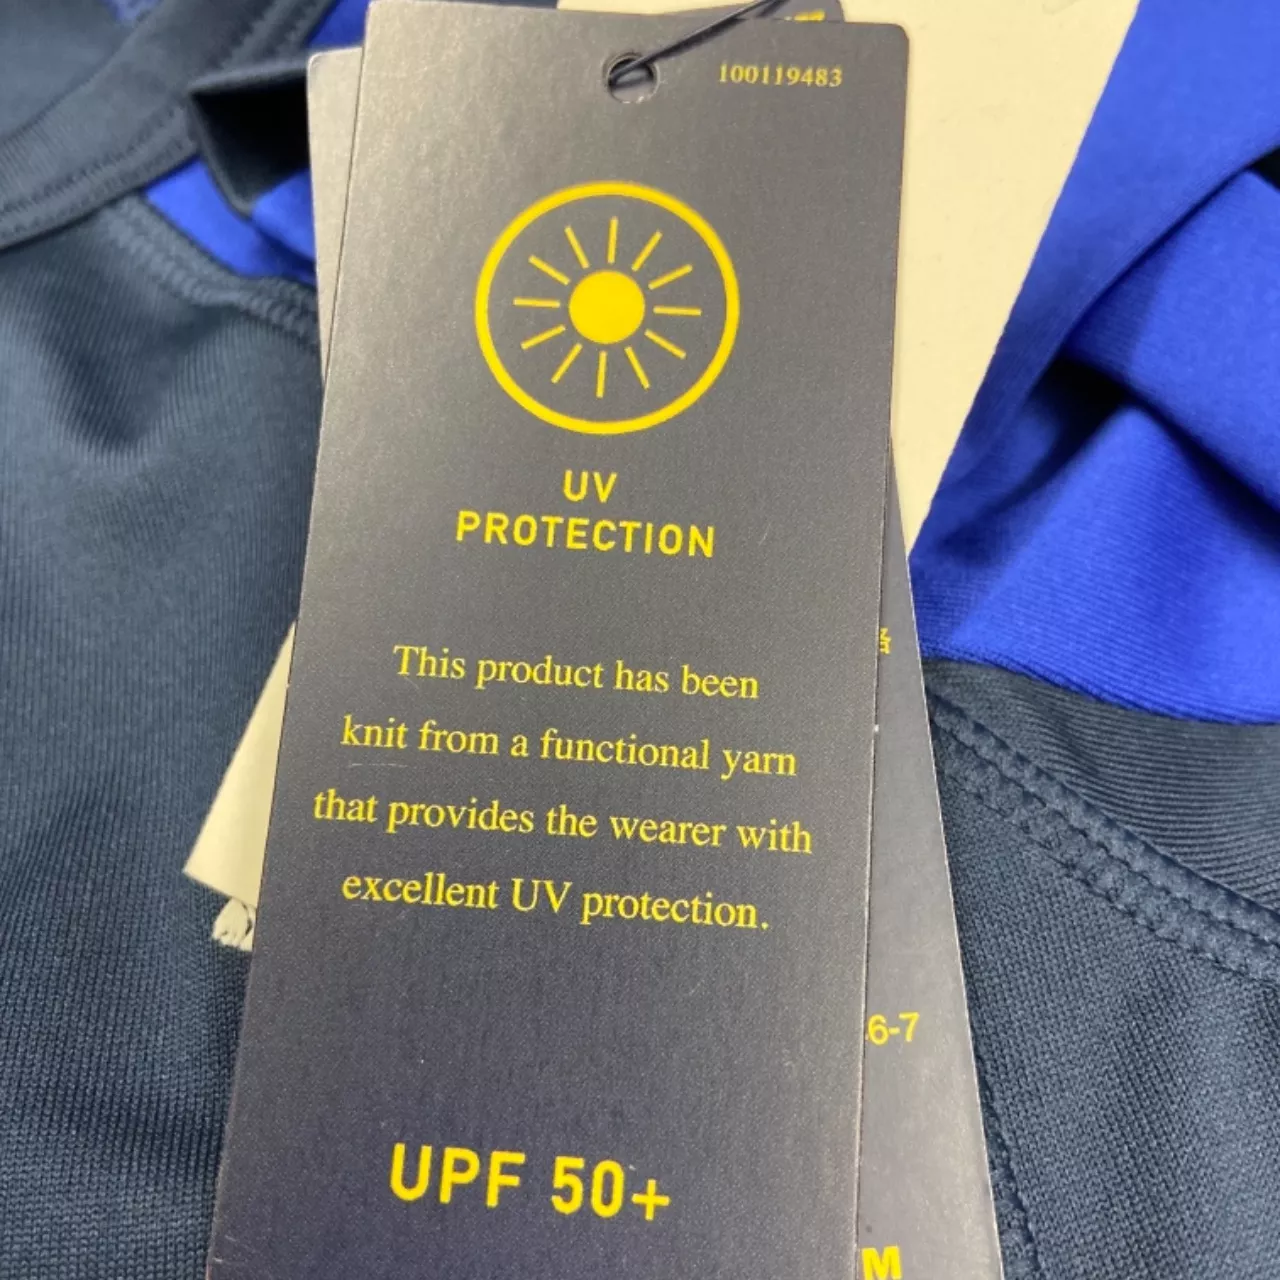 100119483
UV
PROTECTION
This product has been
knit from a functional yarn
that provides the wearer with
excellent UV protection.
UPF 50+
6-7
M